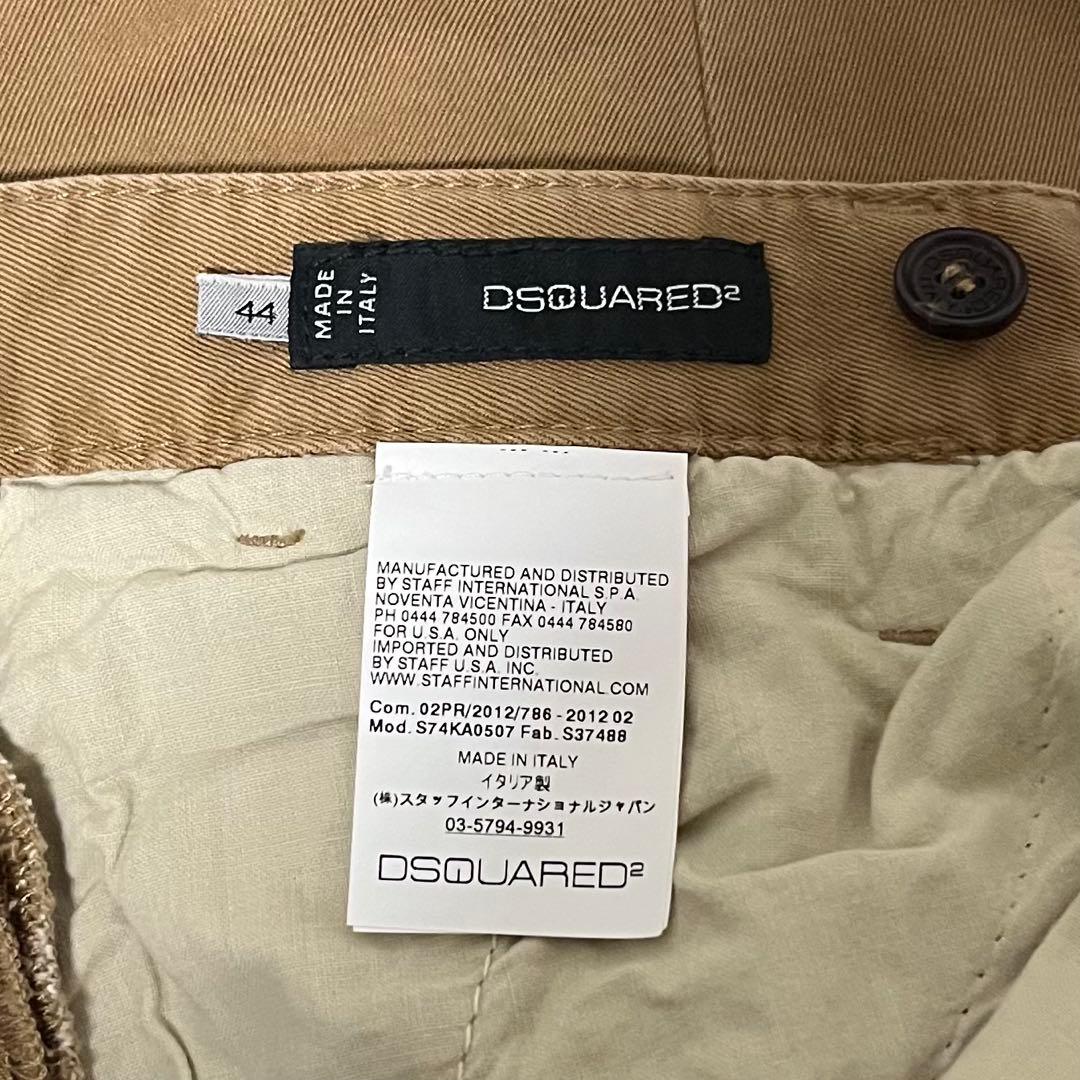 44
MADE
IN
ITALY
DSQUARED2
MANUFACTURED AND DISTRIBUTED
BY STAFF INTERNATIONAL S.P.A.
NOVENTA VICENTINA - ITALY
PH 0444 784500 FAX 0444 784580
FOR U.S.A. ONLY
IMPORTED AND DISTRIBUTED
BY STAFF U.S.A. INC.
WWW.STAFFINTERNATIONAL.COM
Com. 02PR/2012/786 - 2012 02
Mod. S74KA0507 Fab. S37488
MADE IN ITALY
イタリア製
(株)スタッフインターナショナルジャパン
03-5794-9931
DSQUARED2